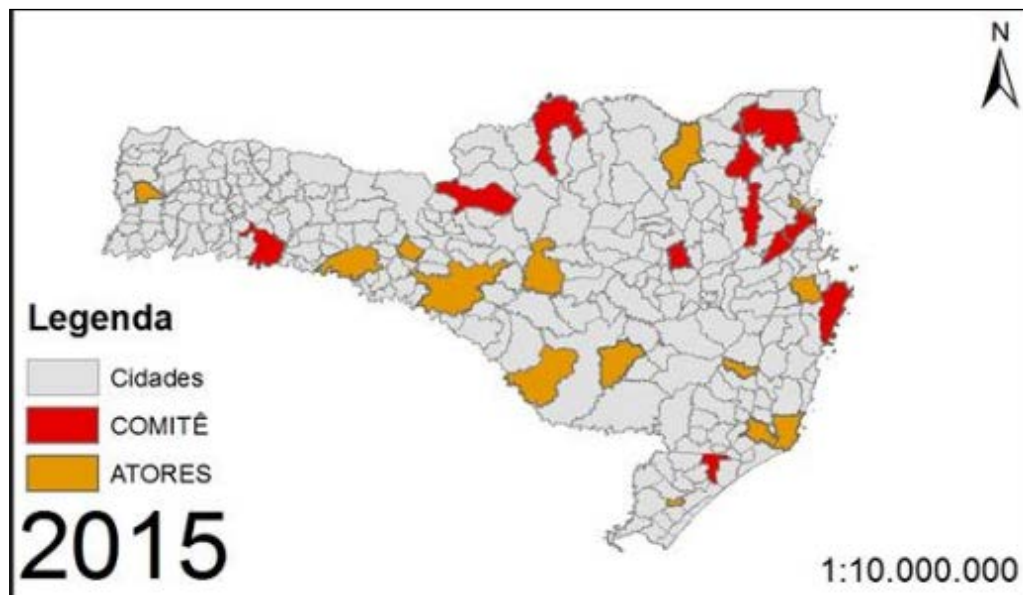 N
Legenda
Cidades
COMITÊ
ATORES
2015
1:10.000.000